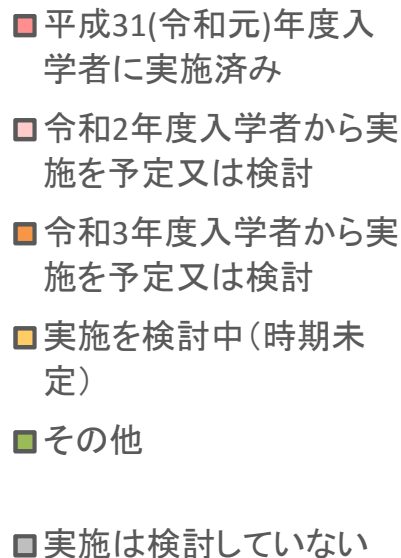 平成31(令和元)年度入
学者に実施済み
令和2年度入学者から実
施を予定又は検討
令和3年度入学者から実
施を予定又は検討
実施を検討中（時期未
定）
その他
実施は検討していない